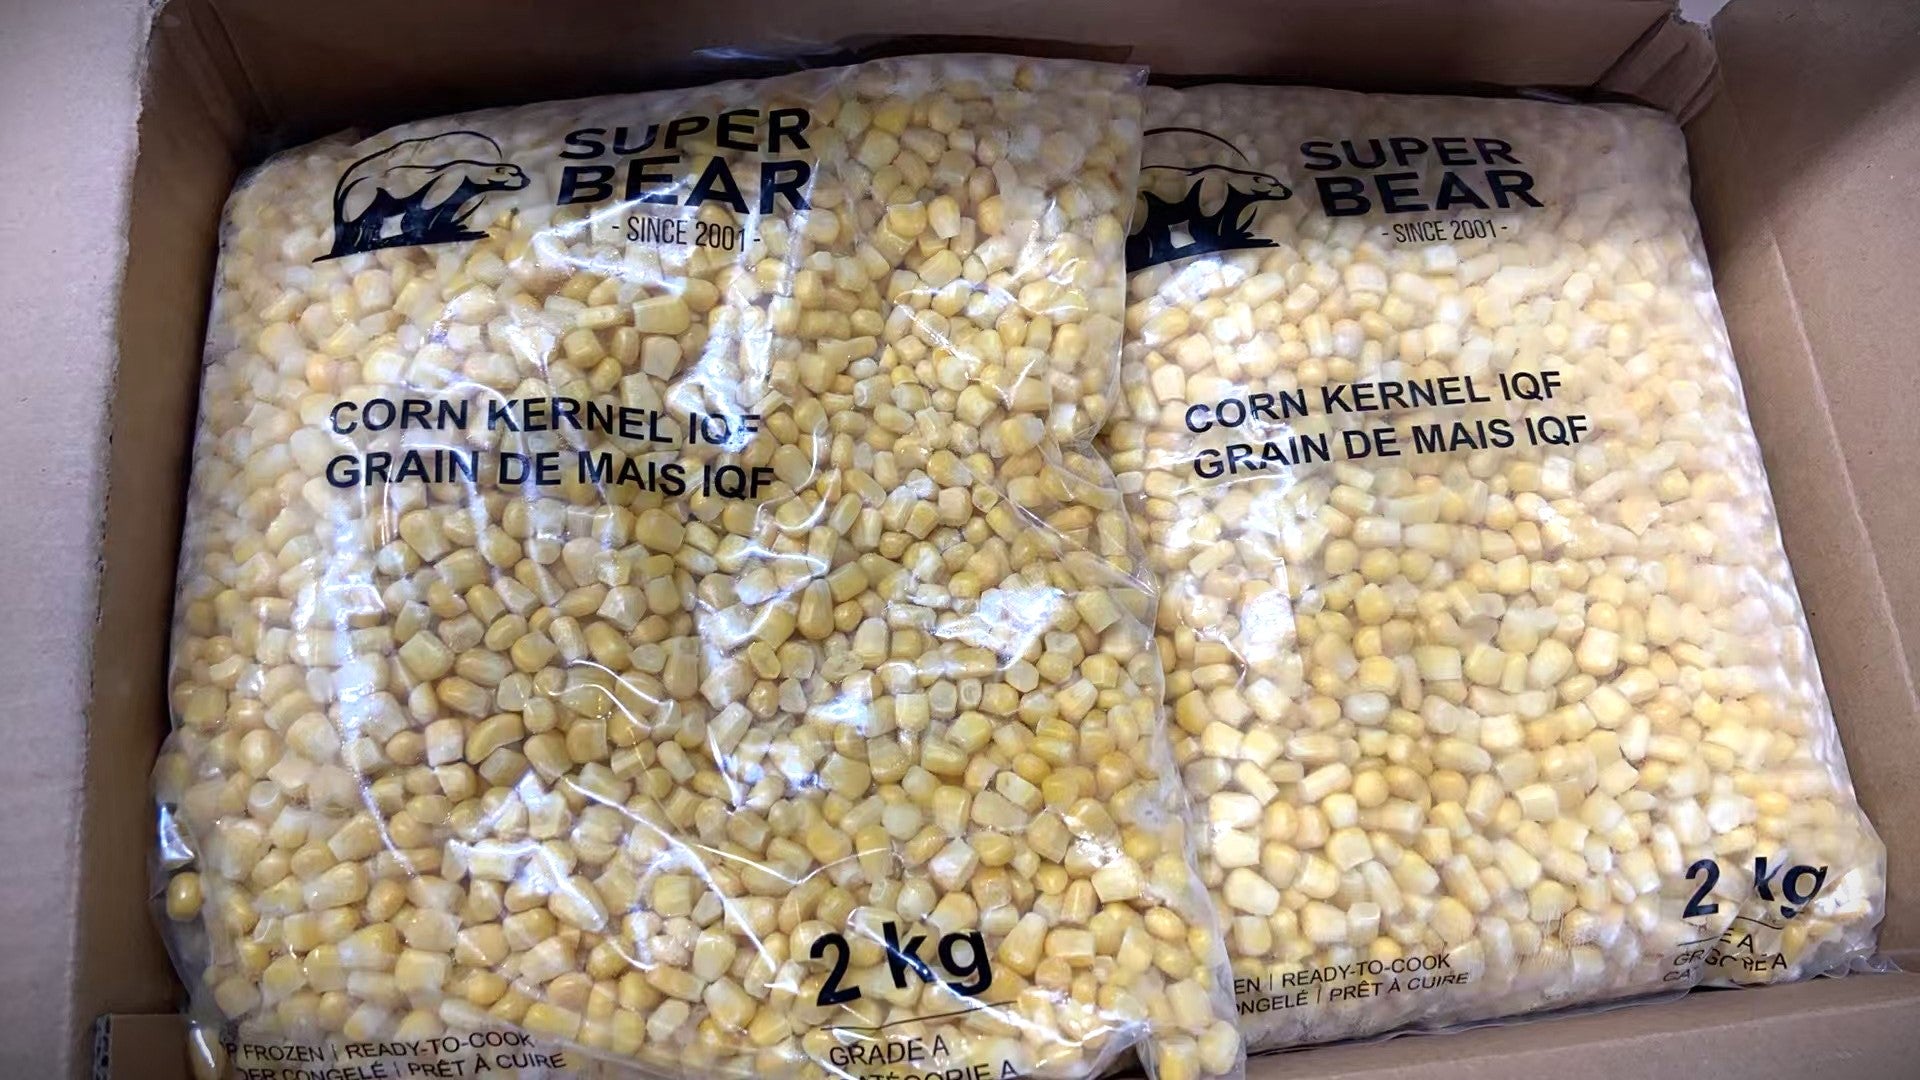 SUPER
BEAR
- SINCE 2001 -
CORN KERNEL IQF
GRAIN DE MAIS IQF
2 kg
FROZEN | READY-TO-COOK
CONGELÉ | PRÊT À CUIRE
GRADE A
CATÉGORIE A
SUPER
BEAR
- SINCE 2001 -
CORN KERNEL IQF
GRAIN DE MAIS IQF
2 kg
READY-TO-COOK
PRÊT À CUIRE